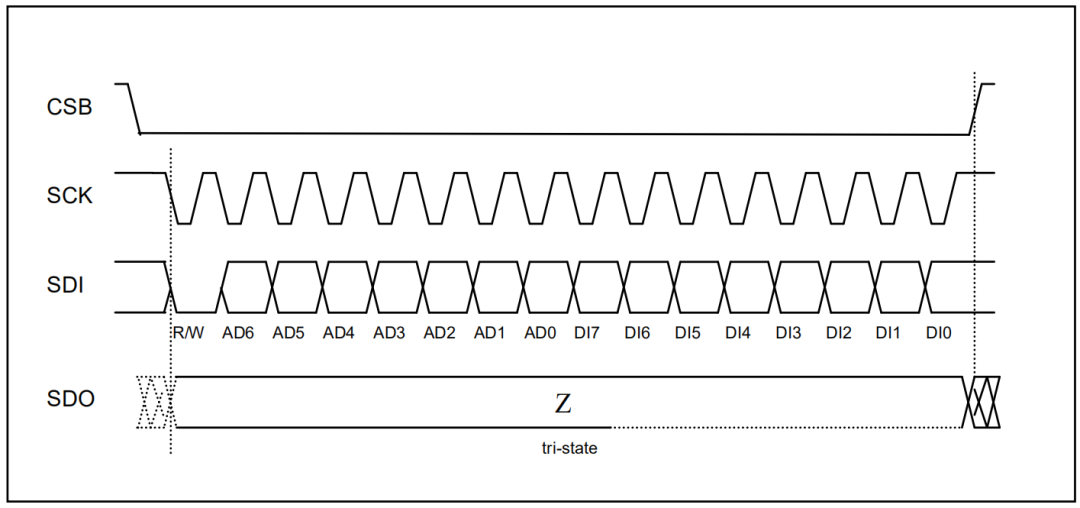 CSB
SCK
SDI
R/W AD6 AD5 AD4 AD3 AD2 AD1 AD0 DI7 DI6 DI5 DI4 DI3 DI2 DI1 DI0
SDO
Z
tri-state